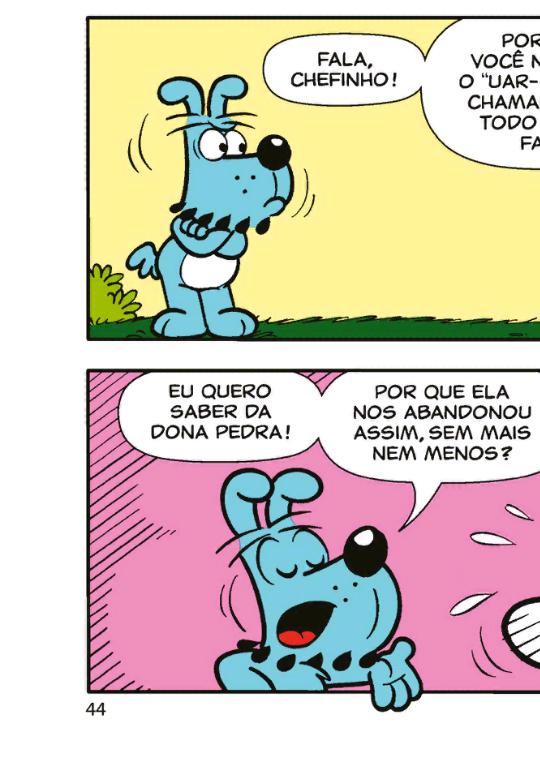 FALA,
CHEFINHO!
POR
VOCÊ
O "UAR-
CHAMA
TODO
FA
EU QUERO
SABER DA
DONA PEDRA!
POR QUE ELA
NOS ABANDONOU
ASSIM, SEM MAIS
NEM MENOS?
44